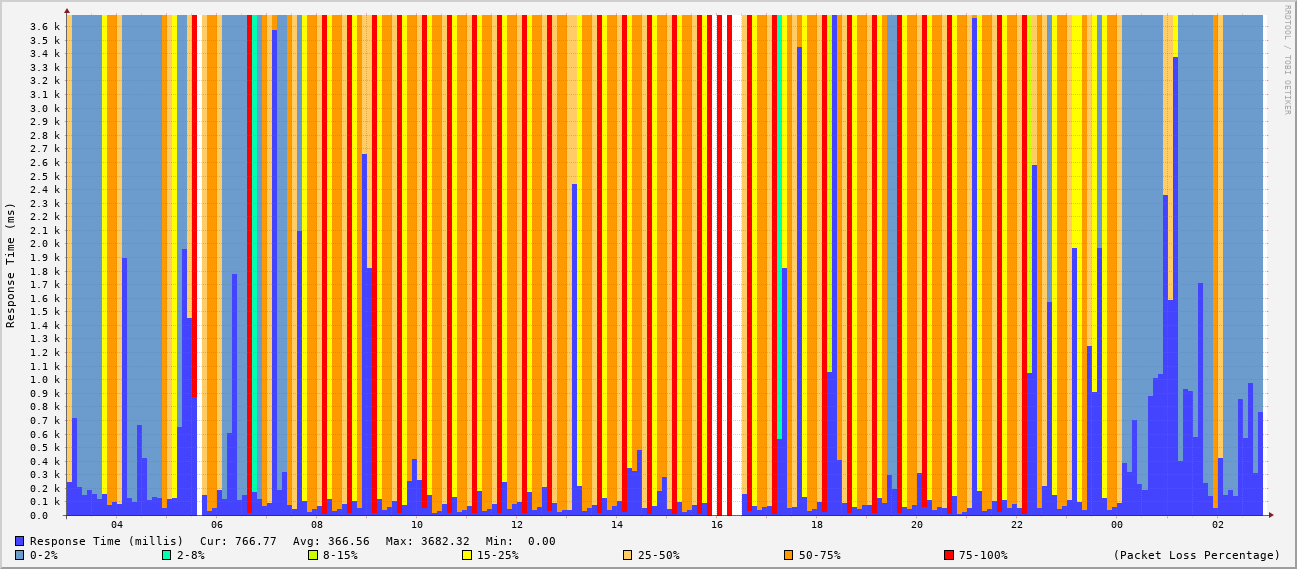 RRDTOOL / TOBI OETIKER
Response Time (ms)
3.6 k
3.5 k
3.4 k
3.3 k
3.2 k
3.1 k
3.0 k
2.9 k
2.8 k
2.7 k
2.6 k
2.5 k
2.4 k
2.3 k
2.2 k
2.1 k
2.0 k
1.9 k
1.8 k
1.7 k
1.6 k
1.5 k
1.4 k
1.3 k
1.2 k
1.1 k
1.0 k
0.9 k
0.8 k
0.7 k
0.6 k
0.5 k
0.4 k
0.3 k
0.2 k
0.1 k
0.0
04 06 08 10 12 14 16 18 20 22 00 02
Response Time (millis) Cur: 766.77 Avg: 366.56 Max: 3682.32 Min: 0.00
0-2% 2-8% 8-15% 15-25% 25-50% 50-75% 75-100% (Packet Loss Percentage)